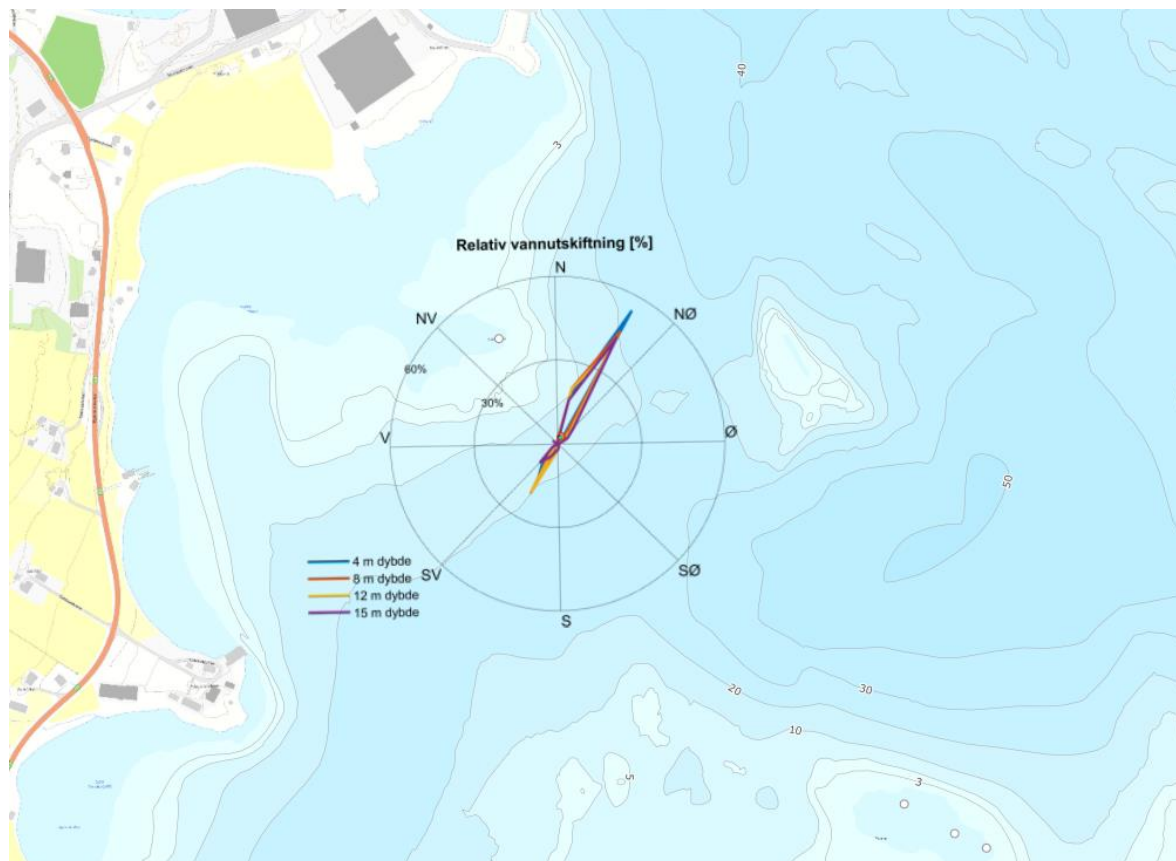 40
3
Relativ vannutskiftning [%]
N
NV
NØ
60%
30%
V
Ø
50
4 m dybde
8 m dybde
12 m dybde
15 m dybde
SV
SØ
S
20
30
10
5
3